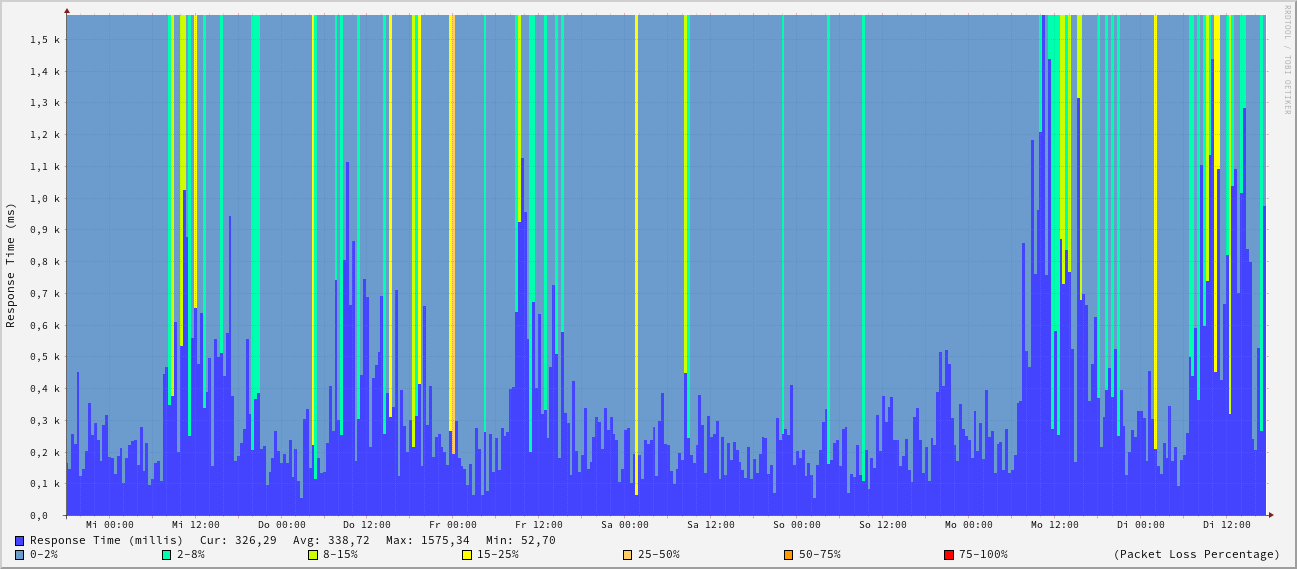 RRDTOOL / TOBI OETIKER
Response Time (ms)
1,5 k
1,4 k
1,3 k
1,2 k
1,1 k
1,0 k
0,9 k
0,8 k
0,7 k
0,6 k
0,5 k
0,4 k
0,3 k
0,2 k
0,1 k
0,0
Mi 00:00 Mi 12:00 Do 00:00 Do 12:00 Fr 00:00 Fr 12:00 Sa 00:00 Sa 12:00 So 00:00 So 12:00 Mo 00:00 Mo 12:00 Di 00:00 Di 12:00
Response Time (millis) Cur: 326,29 Avg: 338,72 Max: 1575,34 Min: 52,70
0-2% 2-8% 8-15% 15-25% 25-50% 50-75% 75-100% (Packet Loss Percentage)